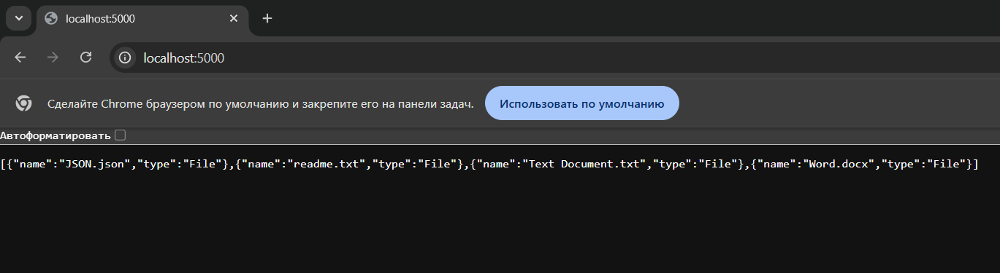 localhost:5000
localhost:5000
Сделайте Chrome браузером по умолчанию и закрепите его на панели задач. Использовать по умолчанию
Автоформатировать
[{"name":"JSON.json","type":"File"},{"name":"readme.txt","type":"File"},{"name":"Text Document.txt","type":"File"},{"name":"Word.docx","type":"File"}]